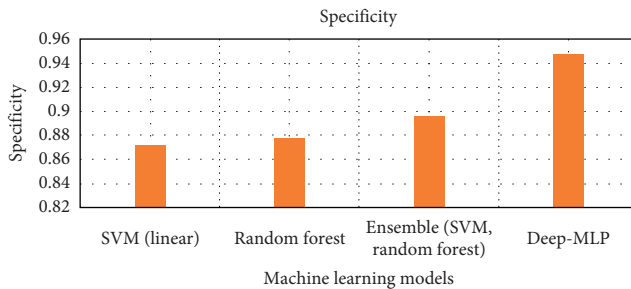 Specificity
0.96
0.94
0.92
0.9
0.88
0.86
0.84
0.82
Specificity
SVM (linear)
Random forest
Ensemble (SVM,
random forest)
Deep-MLP
Machine learning models